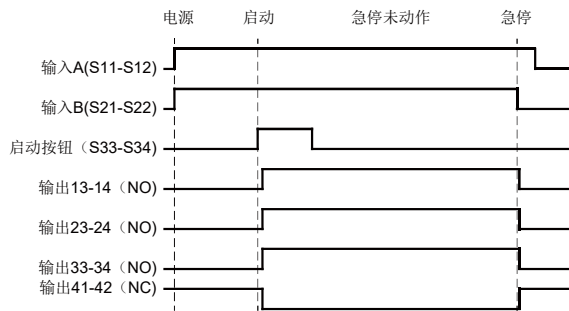 电源 启动 急停未动作 急停
输入A(S11-S12)
输入B(S21-S22)
启动按钮（S33-S34)
输出13-14（NO)
输出23-24（NO)
输出33-34（NO)
输出41-42（NC)